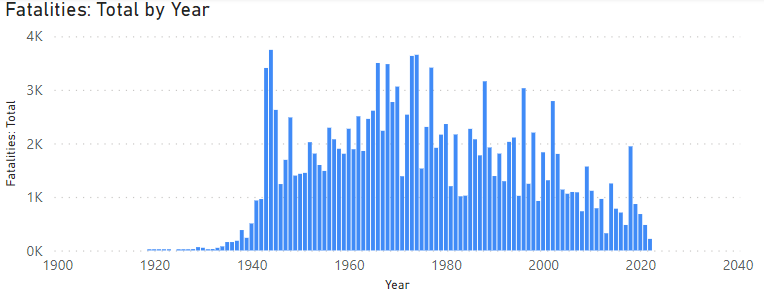 Fatalities: Total by Year
4K
3K
2K
1K
0K
Fatalities: Total
1900 1920 1940 1960 1980 2000 2020 2040
Year